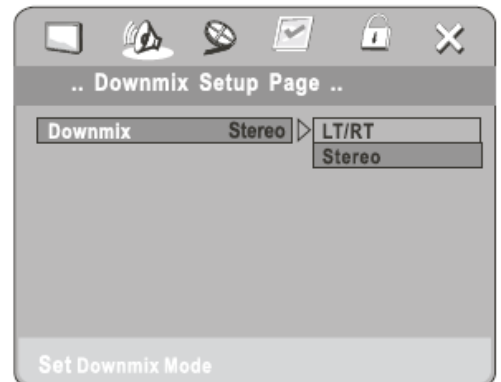 .. Downmix Setup Page ..
Downmix Stereo LT/RT
Stereo
Set Downmix Mode